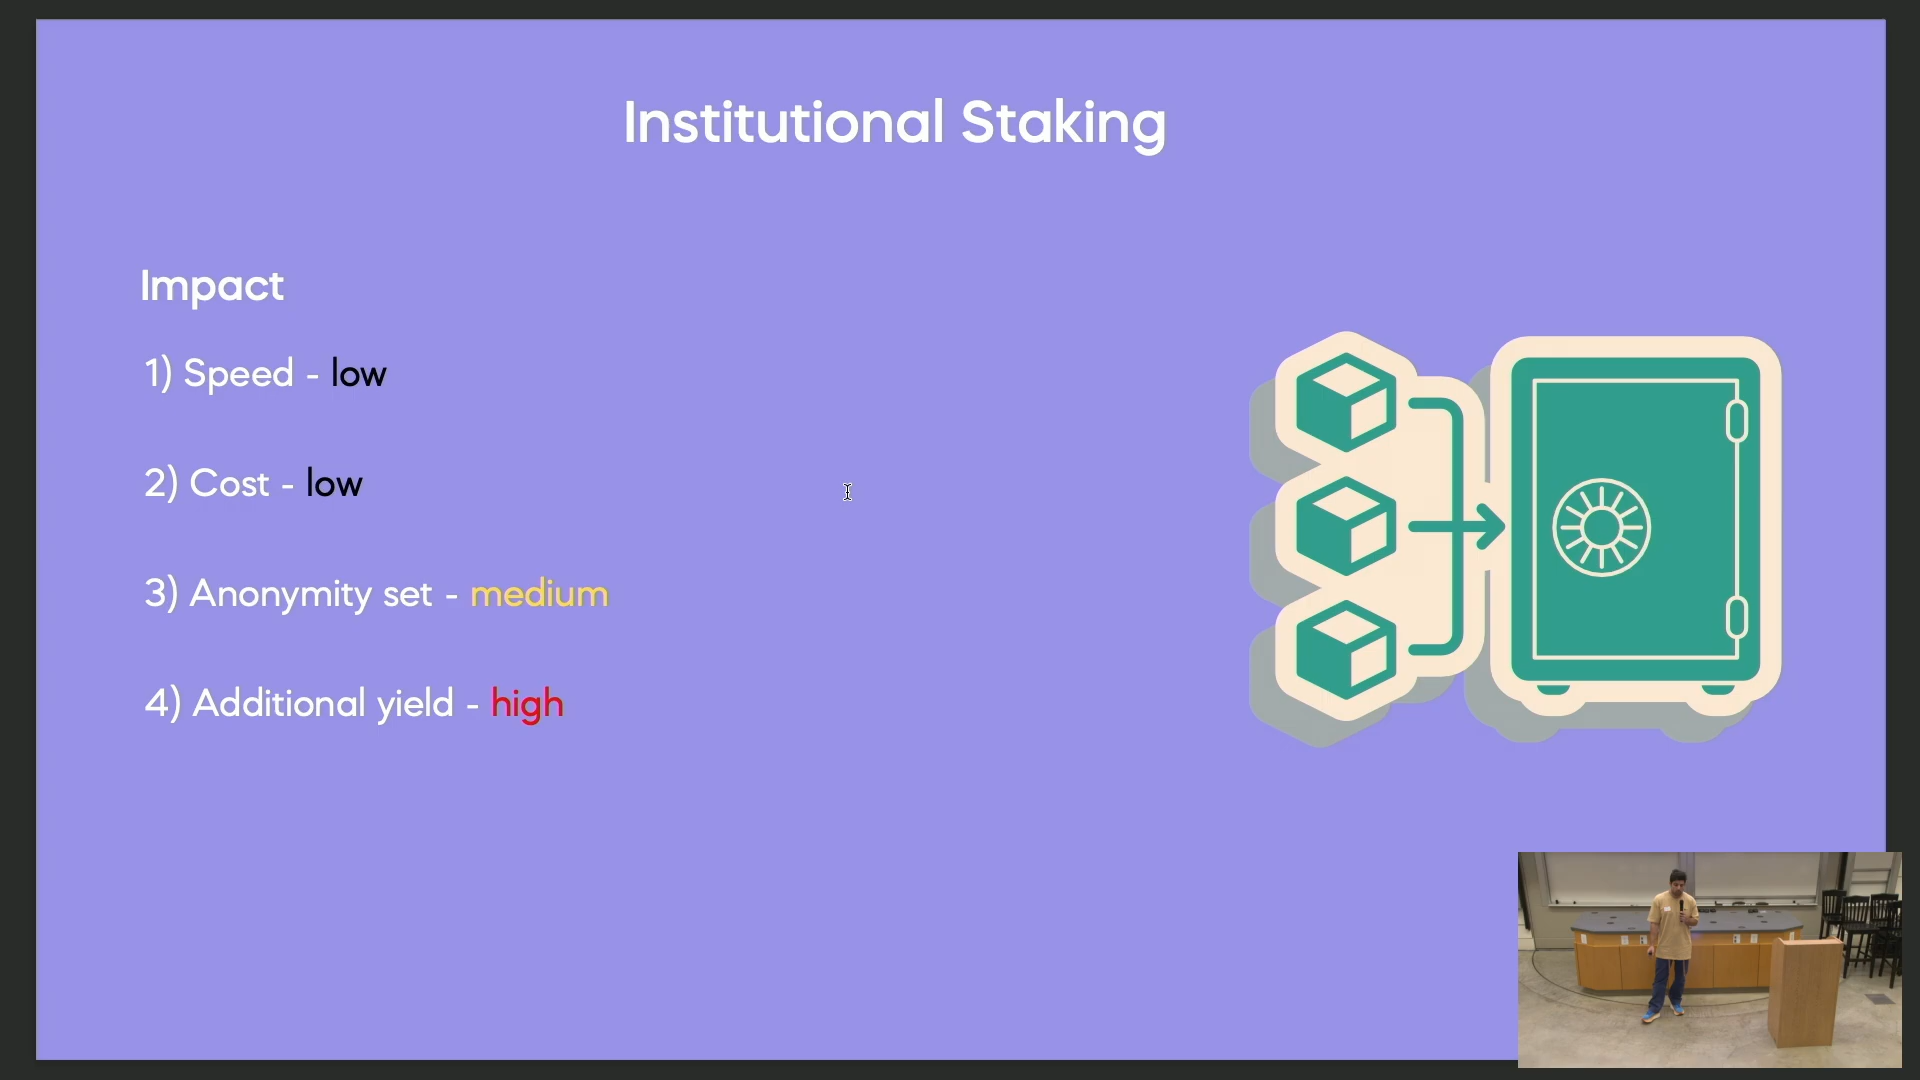 Institutional Staking
Impact
1) Speed - low
2) Cost - low
3) Anonymity set - medium
4) Additional yield - high